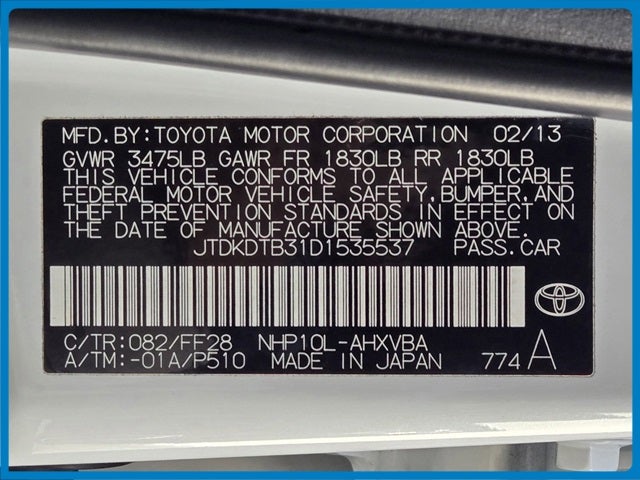 MFD.BY:TOYOTA MOTOR CORPORATION 02/13
GVWR 3475LB GAWR FR 1830LB RR 1830LB
THIS VEHICLE CONFORMS TO ALL APPLICABLE
FEDERAL MOTOR VEHICLE SAFETY,BUMPER,AND
THEFT PREVENTION STANDARDS IN EFFECT ON
THE DATE OF MANUFACTURE SHOWN ABOVE.
JTDKDTB31D1535537 PASS.CAR
C/TR:082/FF28 NHP10L-AHXVBA
A/TM:-01A/P510 MADE IN JAPAN 774 A